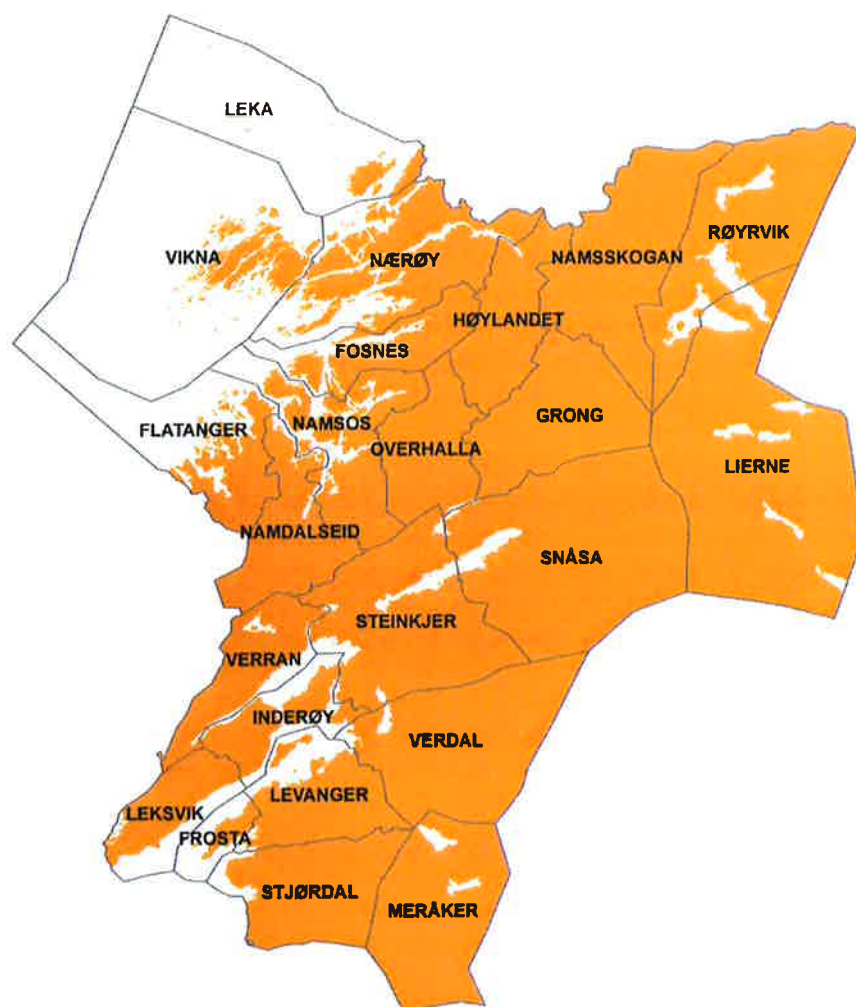 LEKA
RØYRVIK
VIKNA
NÆRØY
NAMSSKOGAN
HØYLANDET
FOSNES
GRONG
NAMSOS
FLATANGER
OVERHALLA
LIERNE
NAMDALSEID
SNÅSA
STEINKJER
VERRAN
INDERØY
VERDAL
LEVANGER
LEKSVIK
FROSTA
STJØRDAL
MERÅKER